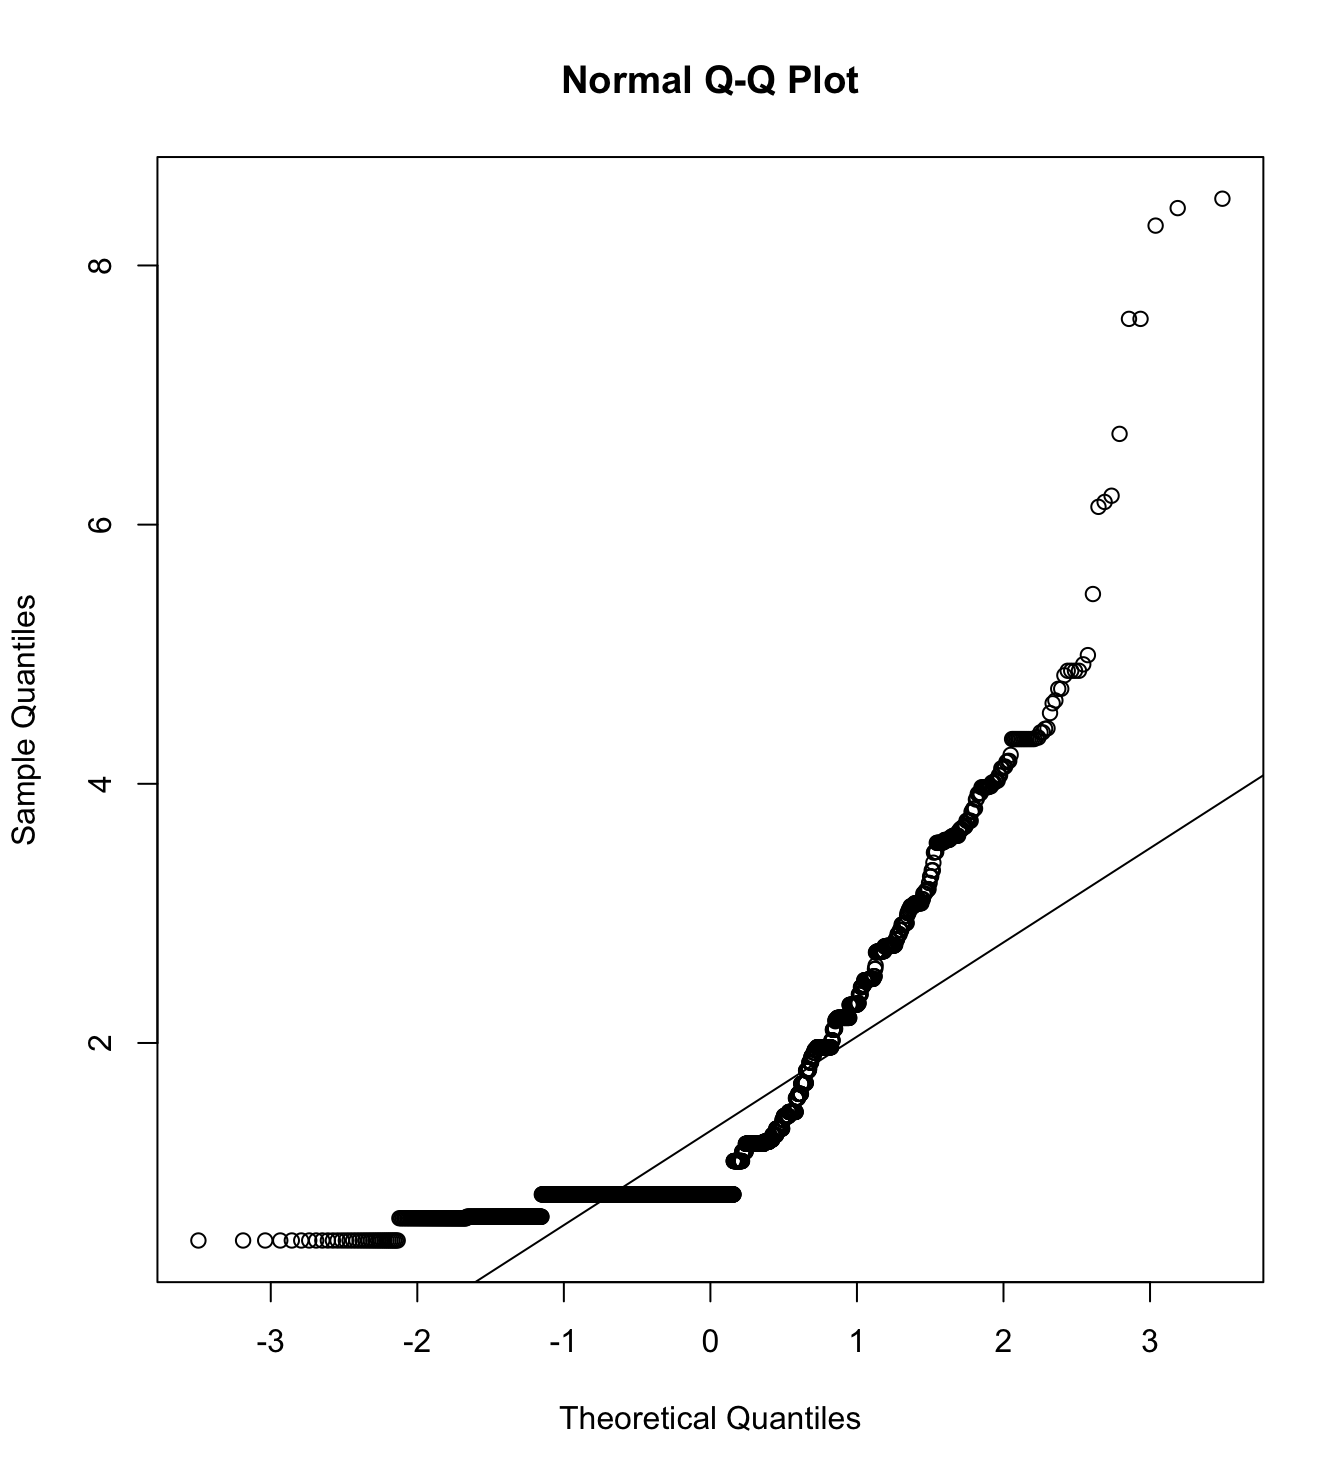 Normal Q-Q Plot
8
6
4
2
Sample Quantiles
-3 -2 -1 0 1 2 3
Theoretical Quantiles